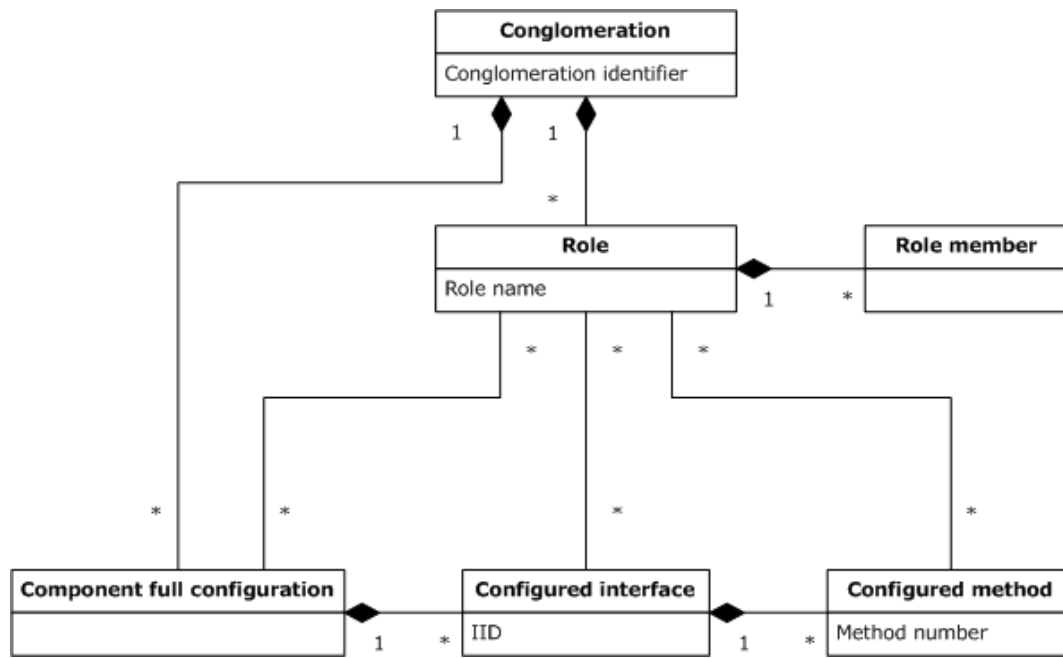 Conglomeration
Conglomeration identifier
1 1
*
Role Role member
Role name
1 *
* * *
* * * *
Component full configuration Configured interface Configured method
IID Method number
1 * 1 *